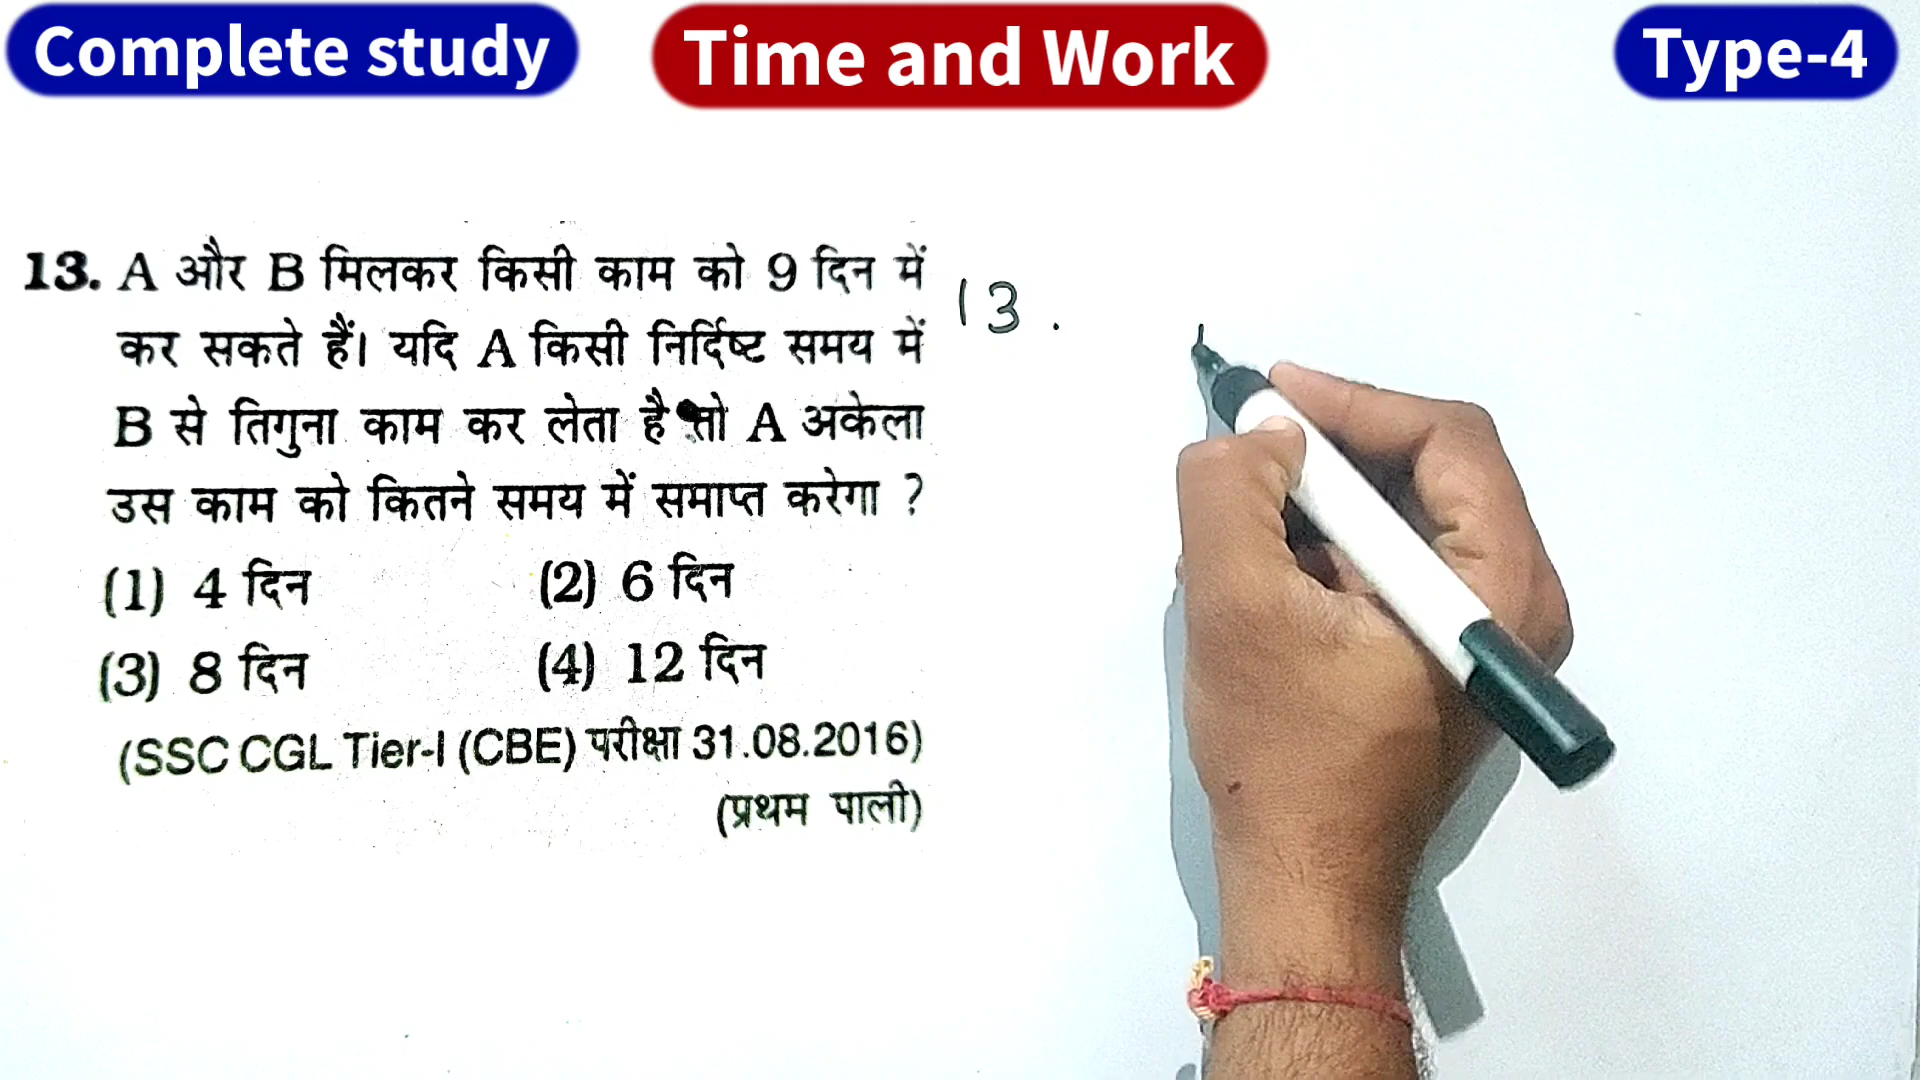 Complete study
Time and Work
Type-4
13. A और B मिलकर किसी काम को 9 दिन में
कर सकते हैं। यदि A किसी निर्दिष्ट समय में
B से तिगुना काम कर लेता है तो A अकेला
उस काम को कितने समय में समाप्त करेगा ?
(1) 4 दिन (2) 6 दिन
(3) 8 दिन (4) 12 दिन
(SSC CGL Tier-I (CBE) परीक्षा 31.08.2016)
(प्रथम पाली)
13.